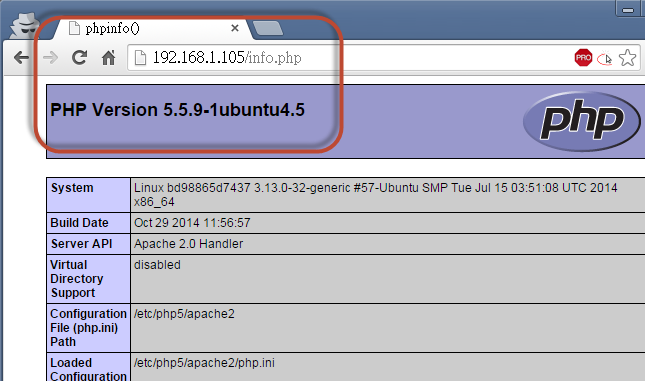 phpinfo()
192.168.1.105/info.php
PRO
PHP Version 5.5.9-1ubuntu4.5
php
System
Linux bd98865d7437 3.13.0-32-generic #57-Ubuntu SMP Tue Jul 15 03:51:08 UTC 2014
x86_64
Build Date
Oct 29 2014 11:56:57
Server API
Apache 2.0 Handler
Virtual
Directory
Support
disabled
Configuration
File (php.ini)
Path
/etc/php5/apache2
Loaded
Configuration
/etc/php5/apache2/php.ini